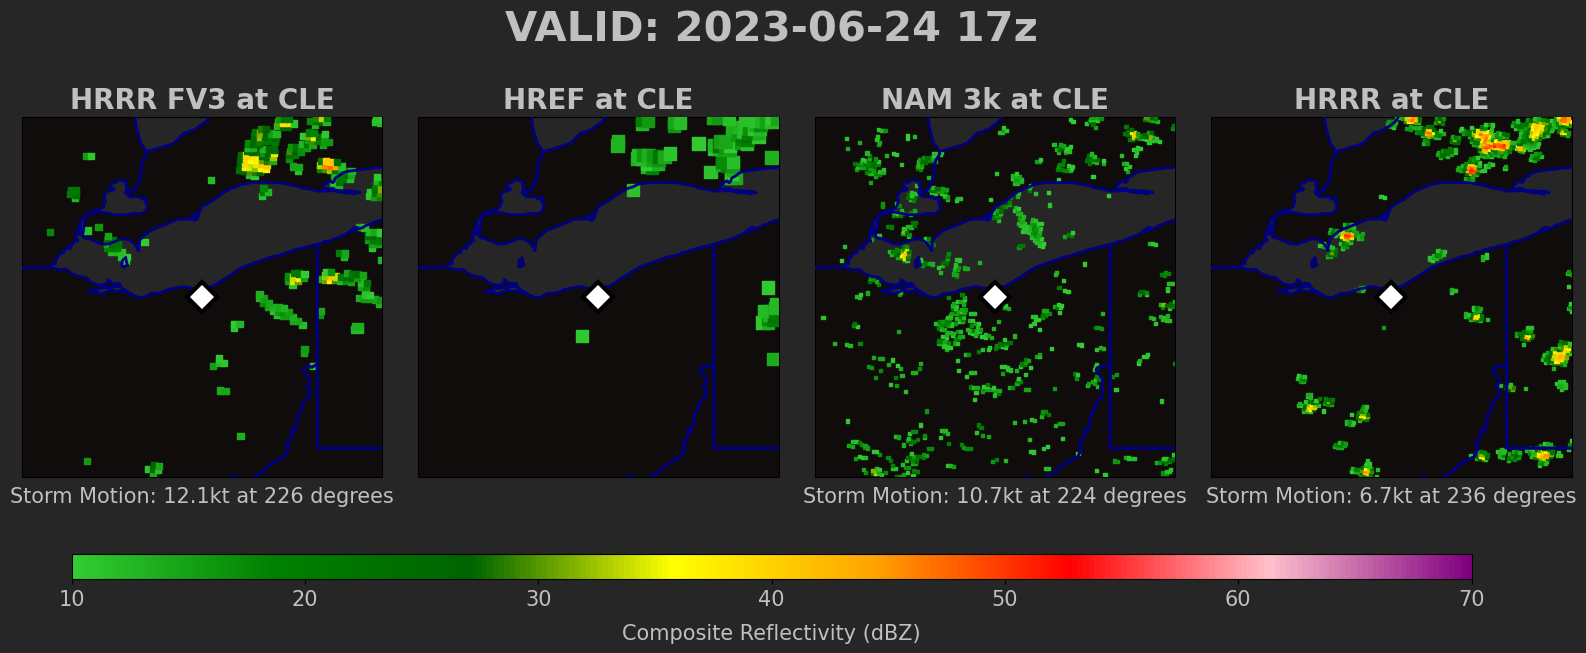 VALID: 2023-06-24 17z
HRRR FV3 at CLE
HREF at CLE
NAM 3k at CLE
HRRR at CLE
Storm Motion: 12.1kt at 226 degrees
Storm Motion: 10.7kt at 224 degrees
Storm Motion: 6.7kt at 236 degrees
10 20 30 40 50 60 70
Composite Reflectivity (dBZ)